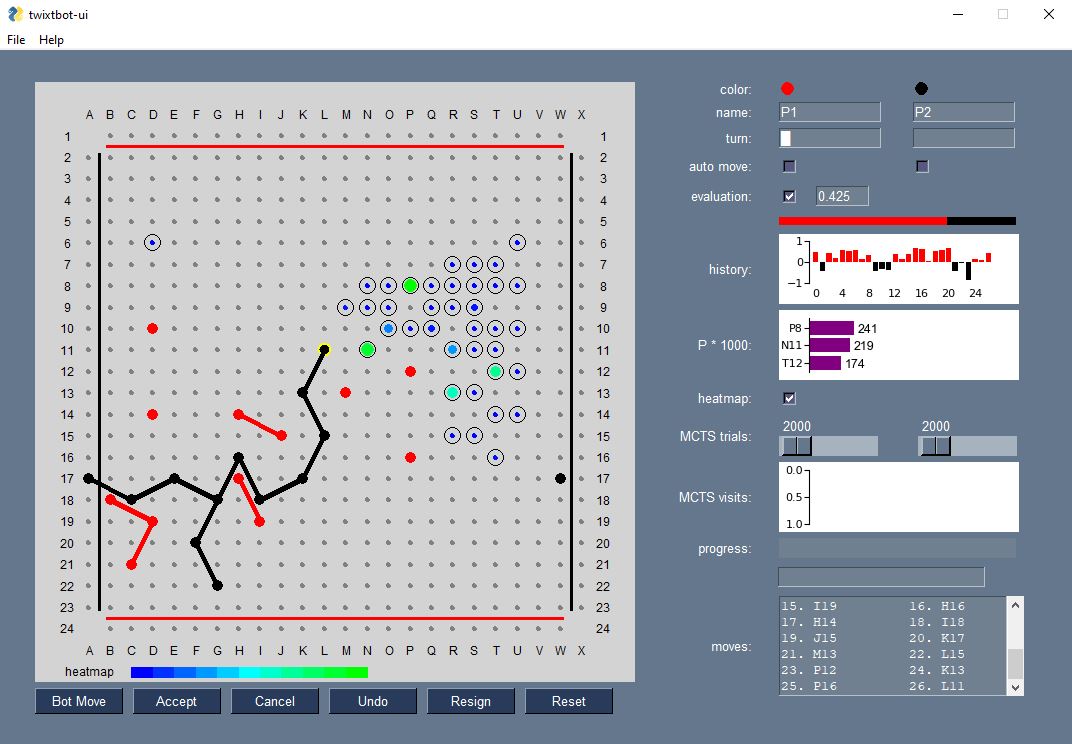 twixtbot-ui
File Help
A B C D E F G H I J K L M N O P Q R S T U V W X
1 1
2 2
3 3
4 4
5 5
6 6
7 7
8 8
9 9
10 10
11 11
12 12
13 13
14 14
15 15
16 16
17 17
18 18
19 19
20 20
21 21
22 22
23 23
24 24
A B C D E F G H I J K L M N O P Q R S T U V W X
heatmap
Bot Move Accept Cancel Undo Resign Reset
color:
name: P1 P2
turn:
auto move:
evaluation: 0.425
history: 1 0 −1
0 4 8 12 16 20 24
P * 1000:
P8 241
N11 219
T12 174
heatmap:
2000 2000
MCTS trials:
MCTS visits: 0.0 0.5 1.0
progress:
moves:
15. I19 16. H16
17. H14 18. I18
19. J15 20. K17
21. M13 22. L15
23. P12 24. K13
25. P16 26. L11